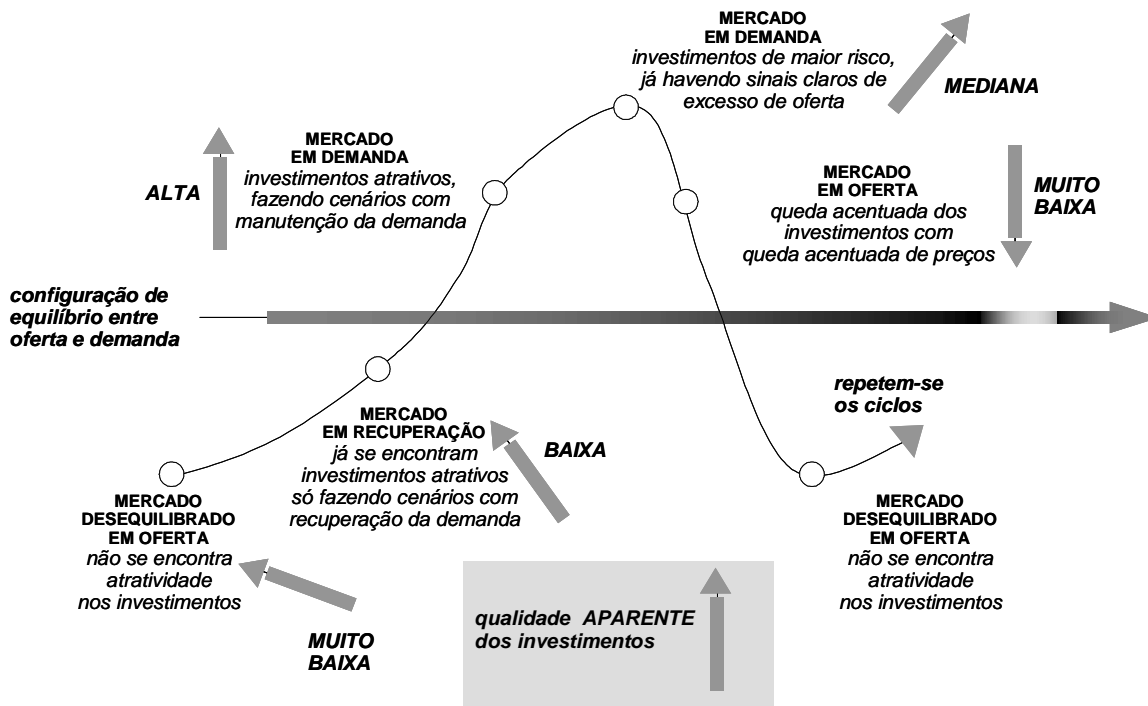 MERCADO
EM DEMANDA
investimentos de maior risco,
já havendo sinais claros de
excesso de oferta
MEDIANA
MERCADO
EM DEMANDA
investimentos atrativos,
fazendo cenários com
manutenção da demanda
ALTA
MERCADO
EM OFERTA
queda acentuada dos
investimentos com
queda acentuada de preços
MUITO
BAIXA
configuração de
equilíbrio entre
oferta e demanda
repetem-se
os ciclos
MERCADO
EM RECUPERAÇÃO
já se encontram
investimentos atrativos
só fazendo cenários com
recuperação da demanda
BAIXA
MERCADO
DESEQUILIBRADO
EM OFERTA
não se encontra
atratividade
nos investimentos
MUITO
BAIXA
MERCADO
DESEQUILIBRADO
EM OFERTA
não se encontra
atratividade
nos investimentos
qualidade APARENTE
dos investimentos